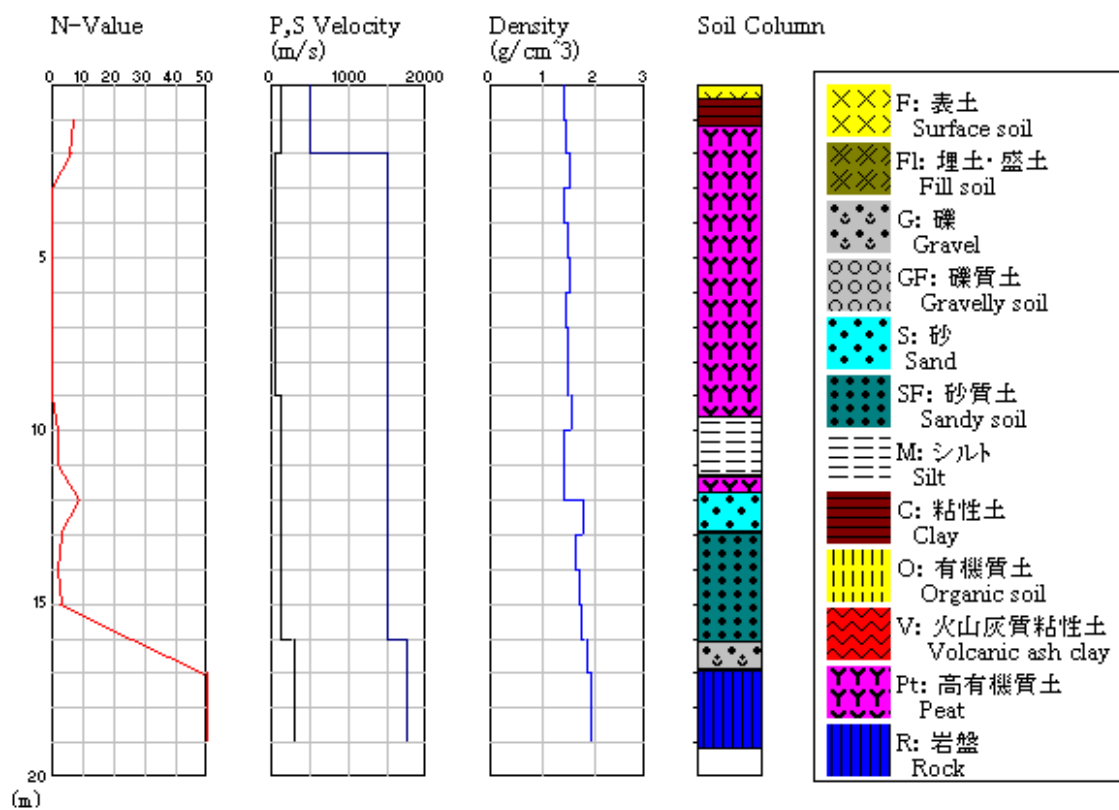 N-Value
P,S Velocity
(m/s)
Density
(g/cm^3)
Soil Column
0 10 20 30 40 50
0 1000 2000
0 1 2 3
5
10
15
20
(m)
F: 表土
Surface soil
Fl: 埋土・盛土
Fill soil
G: 礫
Gravel
GF: 礫質土
Gravelly soil
S: 砂
Sand
SF: 砂質土
Sandy soil
M: シルト
Silt
C: 粘性土
Clay
O: 有機質土
Organic soil
V: 火山灰質粘性土
Volcanic ash clay
Pt: 高有機質土
Peat
R: 岩盤
Rock